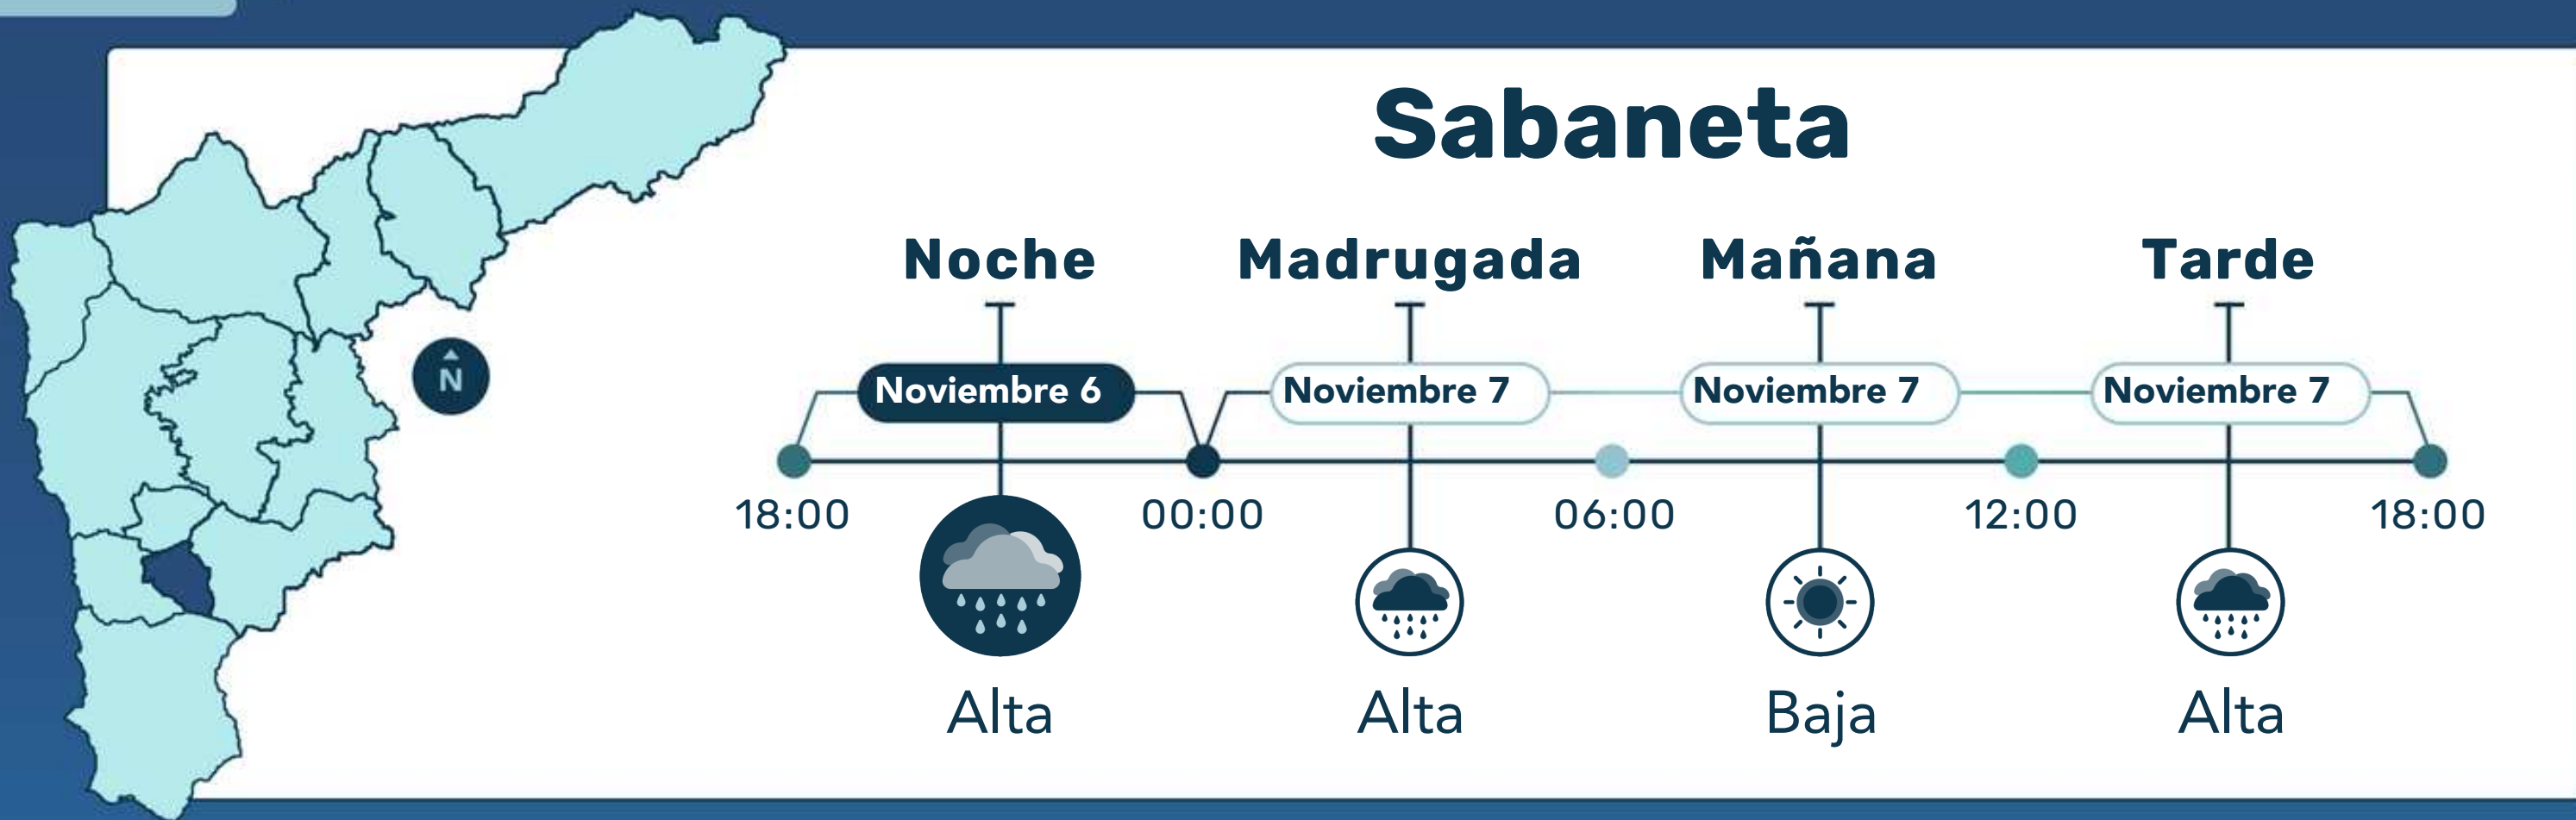 Sabaneta
Noche
Madrugada
Mañana
Tarde
N
Noviembre 6
Noviembre 7
Noviembre 7
Noviembre 7
18:00
00:00
06:00
12:00
18:00
Alta
Alta
Baja
Alta